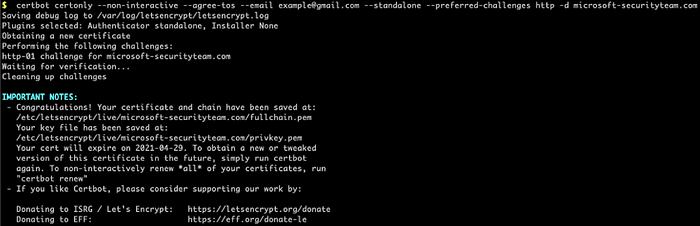 $ certbot certonly --non-interactive --agree-tos --email example@gmail.com --standalone --preferred-challenges http -d microsoft-securityteam.com
Saving debug log to /var/log/letsencrypt/letsencrypt.log
Plugins selected: Authenticator standalone, Installer None
Obtaining a new certificate
Performing the following challenges:
http-01 challenge for microsoft-securityteam.com
Waiting for verification...
Cleaning up challenges

IMPORTANT NOTES:
 - Congratulations! Your certificate and chain have been saved at:
   /etc/letsencrypt/live/microsoft-securityteam.com/fullchain.pem
   Your key file has been saved at:
   /etc/letsencrypt/live/microsoft-securityteam.com/privkey.pem
   Your cert will expire on 2021-04-29. To obtain a new or tweaked
   version of this certificate in the future, simply run certbot
   again. To non-interactively renew *all* of your certificates, run
   "certbot renew"
 - If you like Certbot, please consider supporting our work by:

   Donating to ISRG / Let's Encrypt:   https://letsencrypt.org/donate
   Donating to EFF:                    https://eff.org/donate-le